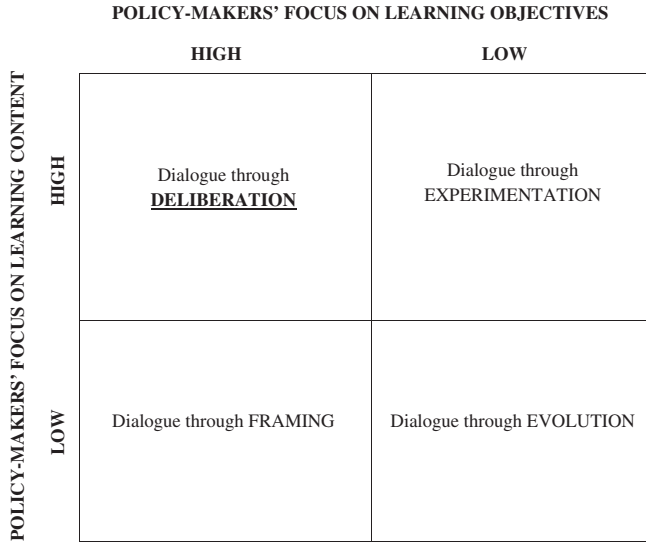 POLICY-MAKERS’ FOCUS ON LEARNING OBJECTIVES
HIGH
LOW
POLICY-MAKERS’ FOCUS ON LEARNING CONTENT
HIGH
Dialogue through
DELIBERATION
Dialogue through
EXPERIMENTATION
LOW
Dialogue through FRAMING
Dialogue through EVOLUTION